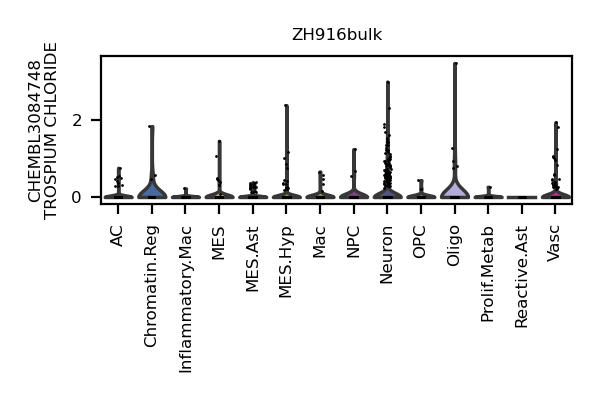 ZH916bulk
CHEMBL3084748
TROSPIUM CHLORIDE
2
0
AC
Chromatin.Reg
Inflammatory.Mac
MES
MES.Ast
MES.Hyp
Mac
NPC
Neuron
OPC
Oligo
Prolif.Metab
Reactive.Ast
Vasc